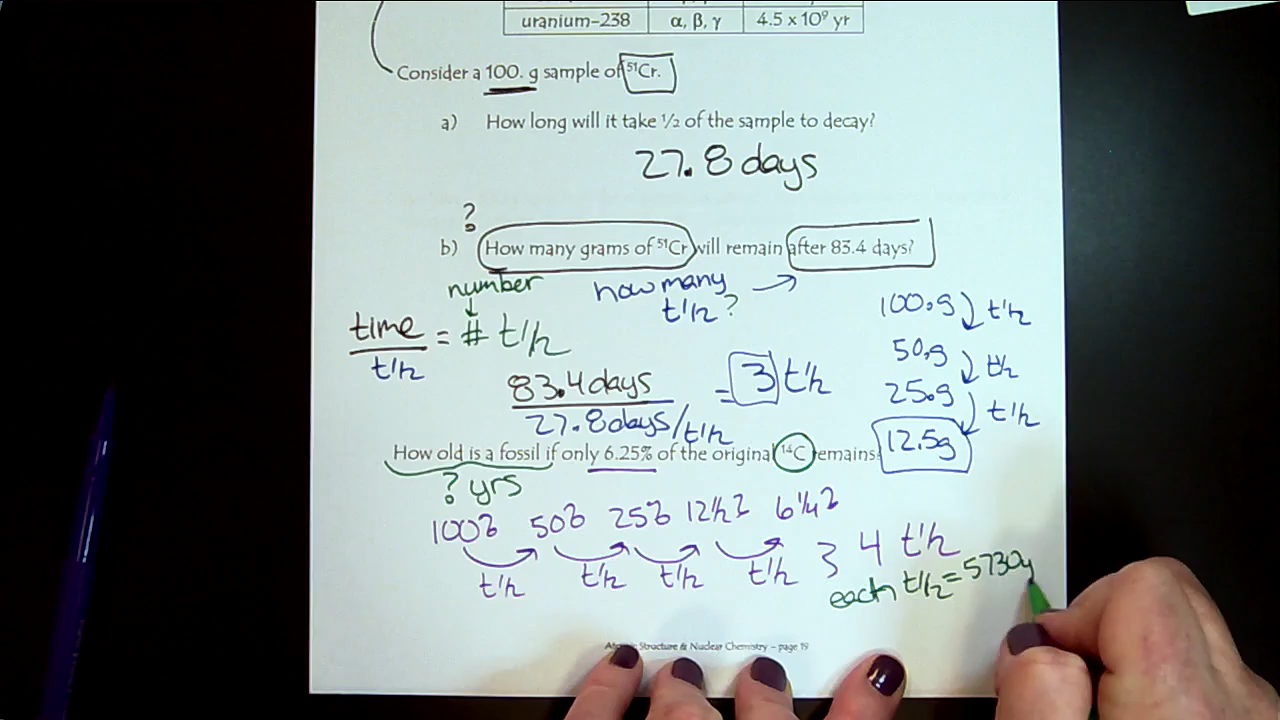 uranium-238 α, β, γ 4.5 x 10⁹ yr
Consider a 100. g sample of ⁵¹Cr.
a) How long will it take ½ of the sample to decay?
27.8 days
?
b) How many grams of ⁵¹Cr will remain after 83.4 days?
number
how many
t½?
time / t½ = # t½
83.4 days / 27.8 days/t½ = 3 t½
100.g t½
50.g t½
25.g t½
12.5g
How old is a fossil if only 6.25% of the original ¹⁴C remains
? yrs
100% 50% 25% 12½% 6¼%
t½ t½ t½ t½ } 4 t½
each t½ = 5730y
Structure & Nuclear Chemistry – page 19